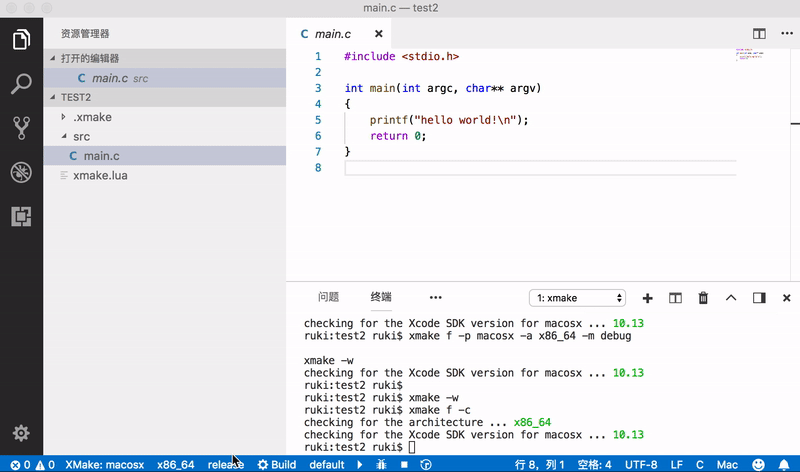 main.c — test2
资源管理器
打开的编辑器
C main.c src
TEST2
.xmake
src
C main.c
xmake.lua
C main.c
1 #include <stdio.h>
2
3 int main(int argc, char** argv)
4 {
5 printf("hello world!\n");
6 return 0;
7 }
8
问题 终端 ••• 1: xmake
checking for the Xcode SDK version for macosx ... 10.13
ruki:test2 ruki$ xmake f -p macosx -a x86_64 -m debug
xmake -w
checking for the Xcode SDK version for macosx ... 10.13
ruki:test2 ruki$
ruki:test2 ruki$ xmake -w
ruki:test2 ruki$ xmake f -c
checking for the architecture ... x86_64
checking for the Xcode SDK version for macosx ... 10.13
ruki:test2 ruki$
0 0 XMake: macosx x86_64 release Build default 行 8，列 1 空格: 4 UTF-8 LF C Mac